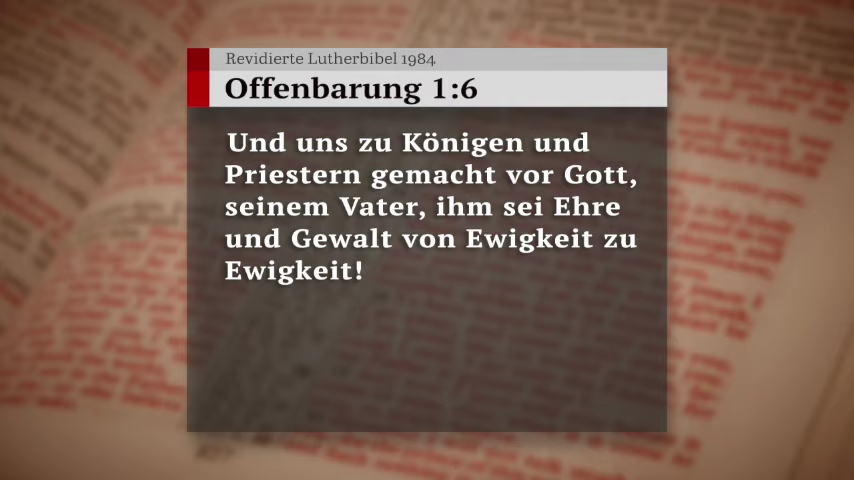 Revidierte Lutherbibel 1984
Offenbarung 1:6
Und uns zu Königen und
Priestern gemacht vor Gott,
seinem Vater, ihm sei Ehre
und Gewalt von Ewigkeit zu
Ewigkeit!